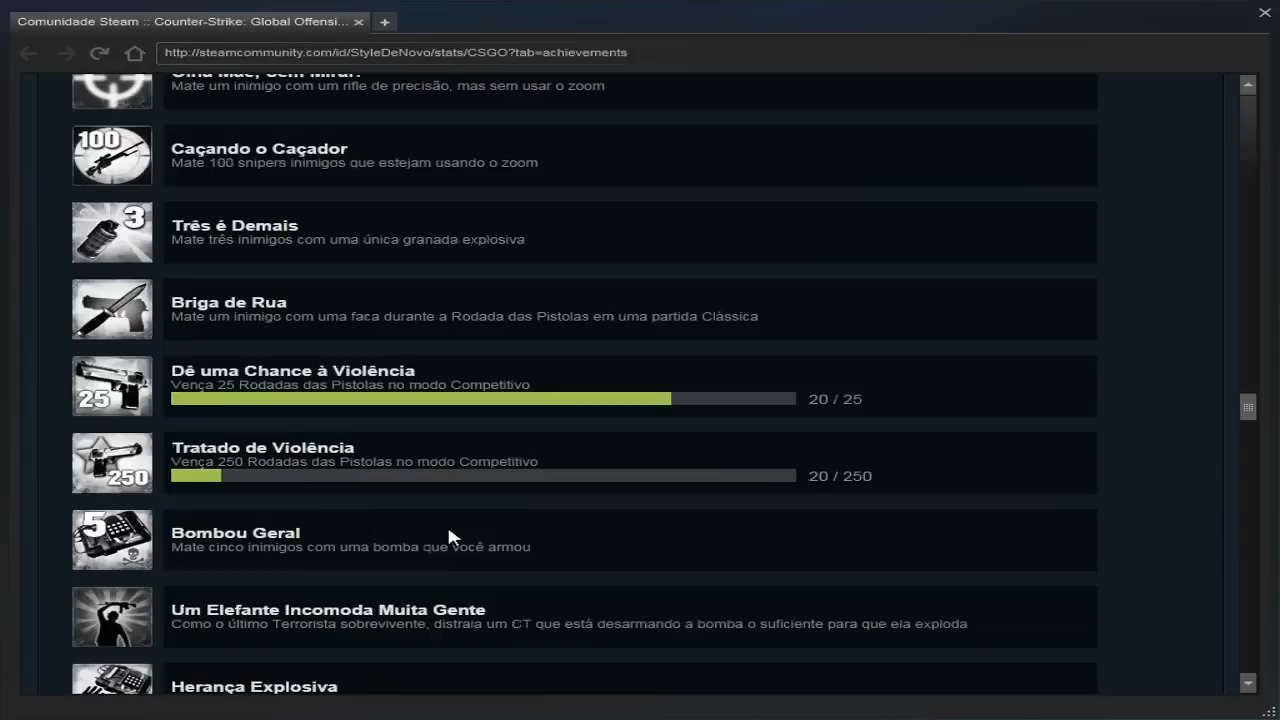 Comunidade Steam :: Counter-Strike: Global Offensi...
http://steamcommunity.com/id/StyleDeNovo/stats/CSGO?tab=achievements
Olha Mãe, Sem Mirar!
Mate um inimigo com um rifle de precisão, mas sem usar o zoom
100
Caçando o Caçador
Mate 100 snipers inimigos que estejam usando o zoom
3
Três é Demais
Mate três inimigos com uma única granada explosiva
Briga de Rua
Mate um inimigo com uma faca durante a Rodada das Pistolas em uma partida Clássica
25
Dê uma Chance à Violência
Vença 25 Rodadas das Pistolas no modo Competitivo
20 / 25
250
Tratado de Violência
Vença 250 Rodadas das Pistolas no modo Competitivo
20 / 250
5
Bombou Geral
Mate cinco inimigos com uma bomba que você armou
Um Elefante Incomoda Muita Gente
Como o último Terrorista sobrevivente, distraia um CT que está desarmando a bomba o suficiente para que ela exploda
Herança Explosiva